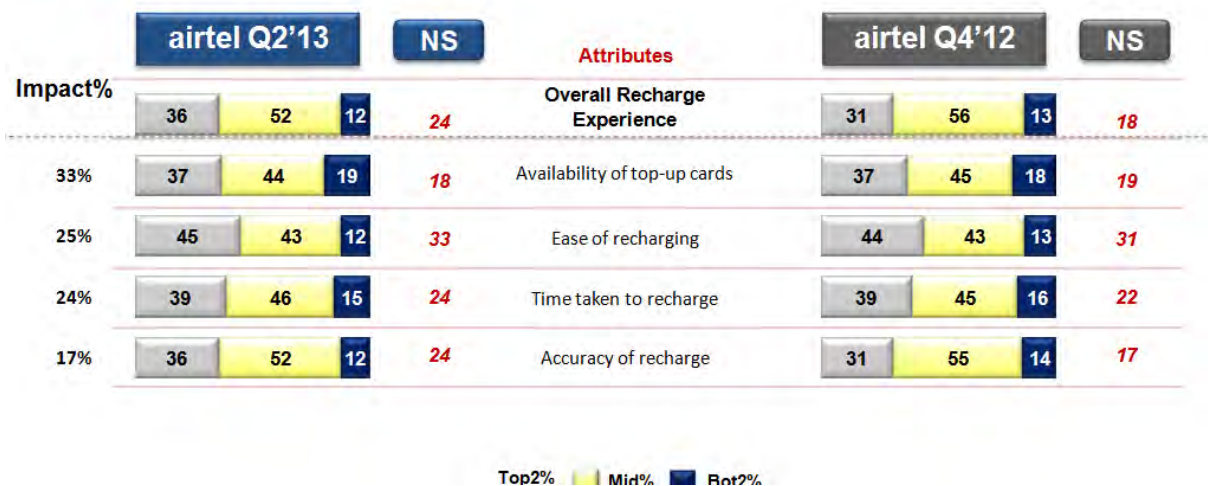 airtel Q2’13 NS Attributes airtel Q4’12 NS
Impact%
36 52 12 24 Overall Recharge Experience 31 56 13 18
33% 37 44 19 18 Availability of top-up cards 37 45 18 19
25% 45 43 12 33 Ease of recharging 44 43 13 31
24% 39 46 15 24 Time taken to recharge 39 45 16 22
17% 36 52 12 24 Accuracy of recharge 31 55 14 17
Top2% Mid% Bot2%